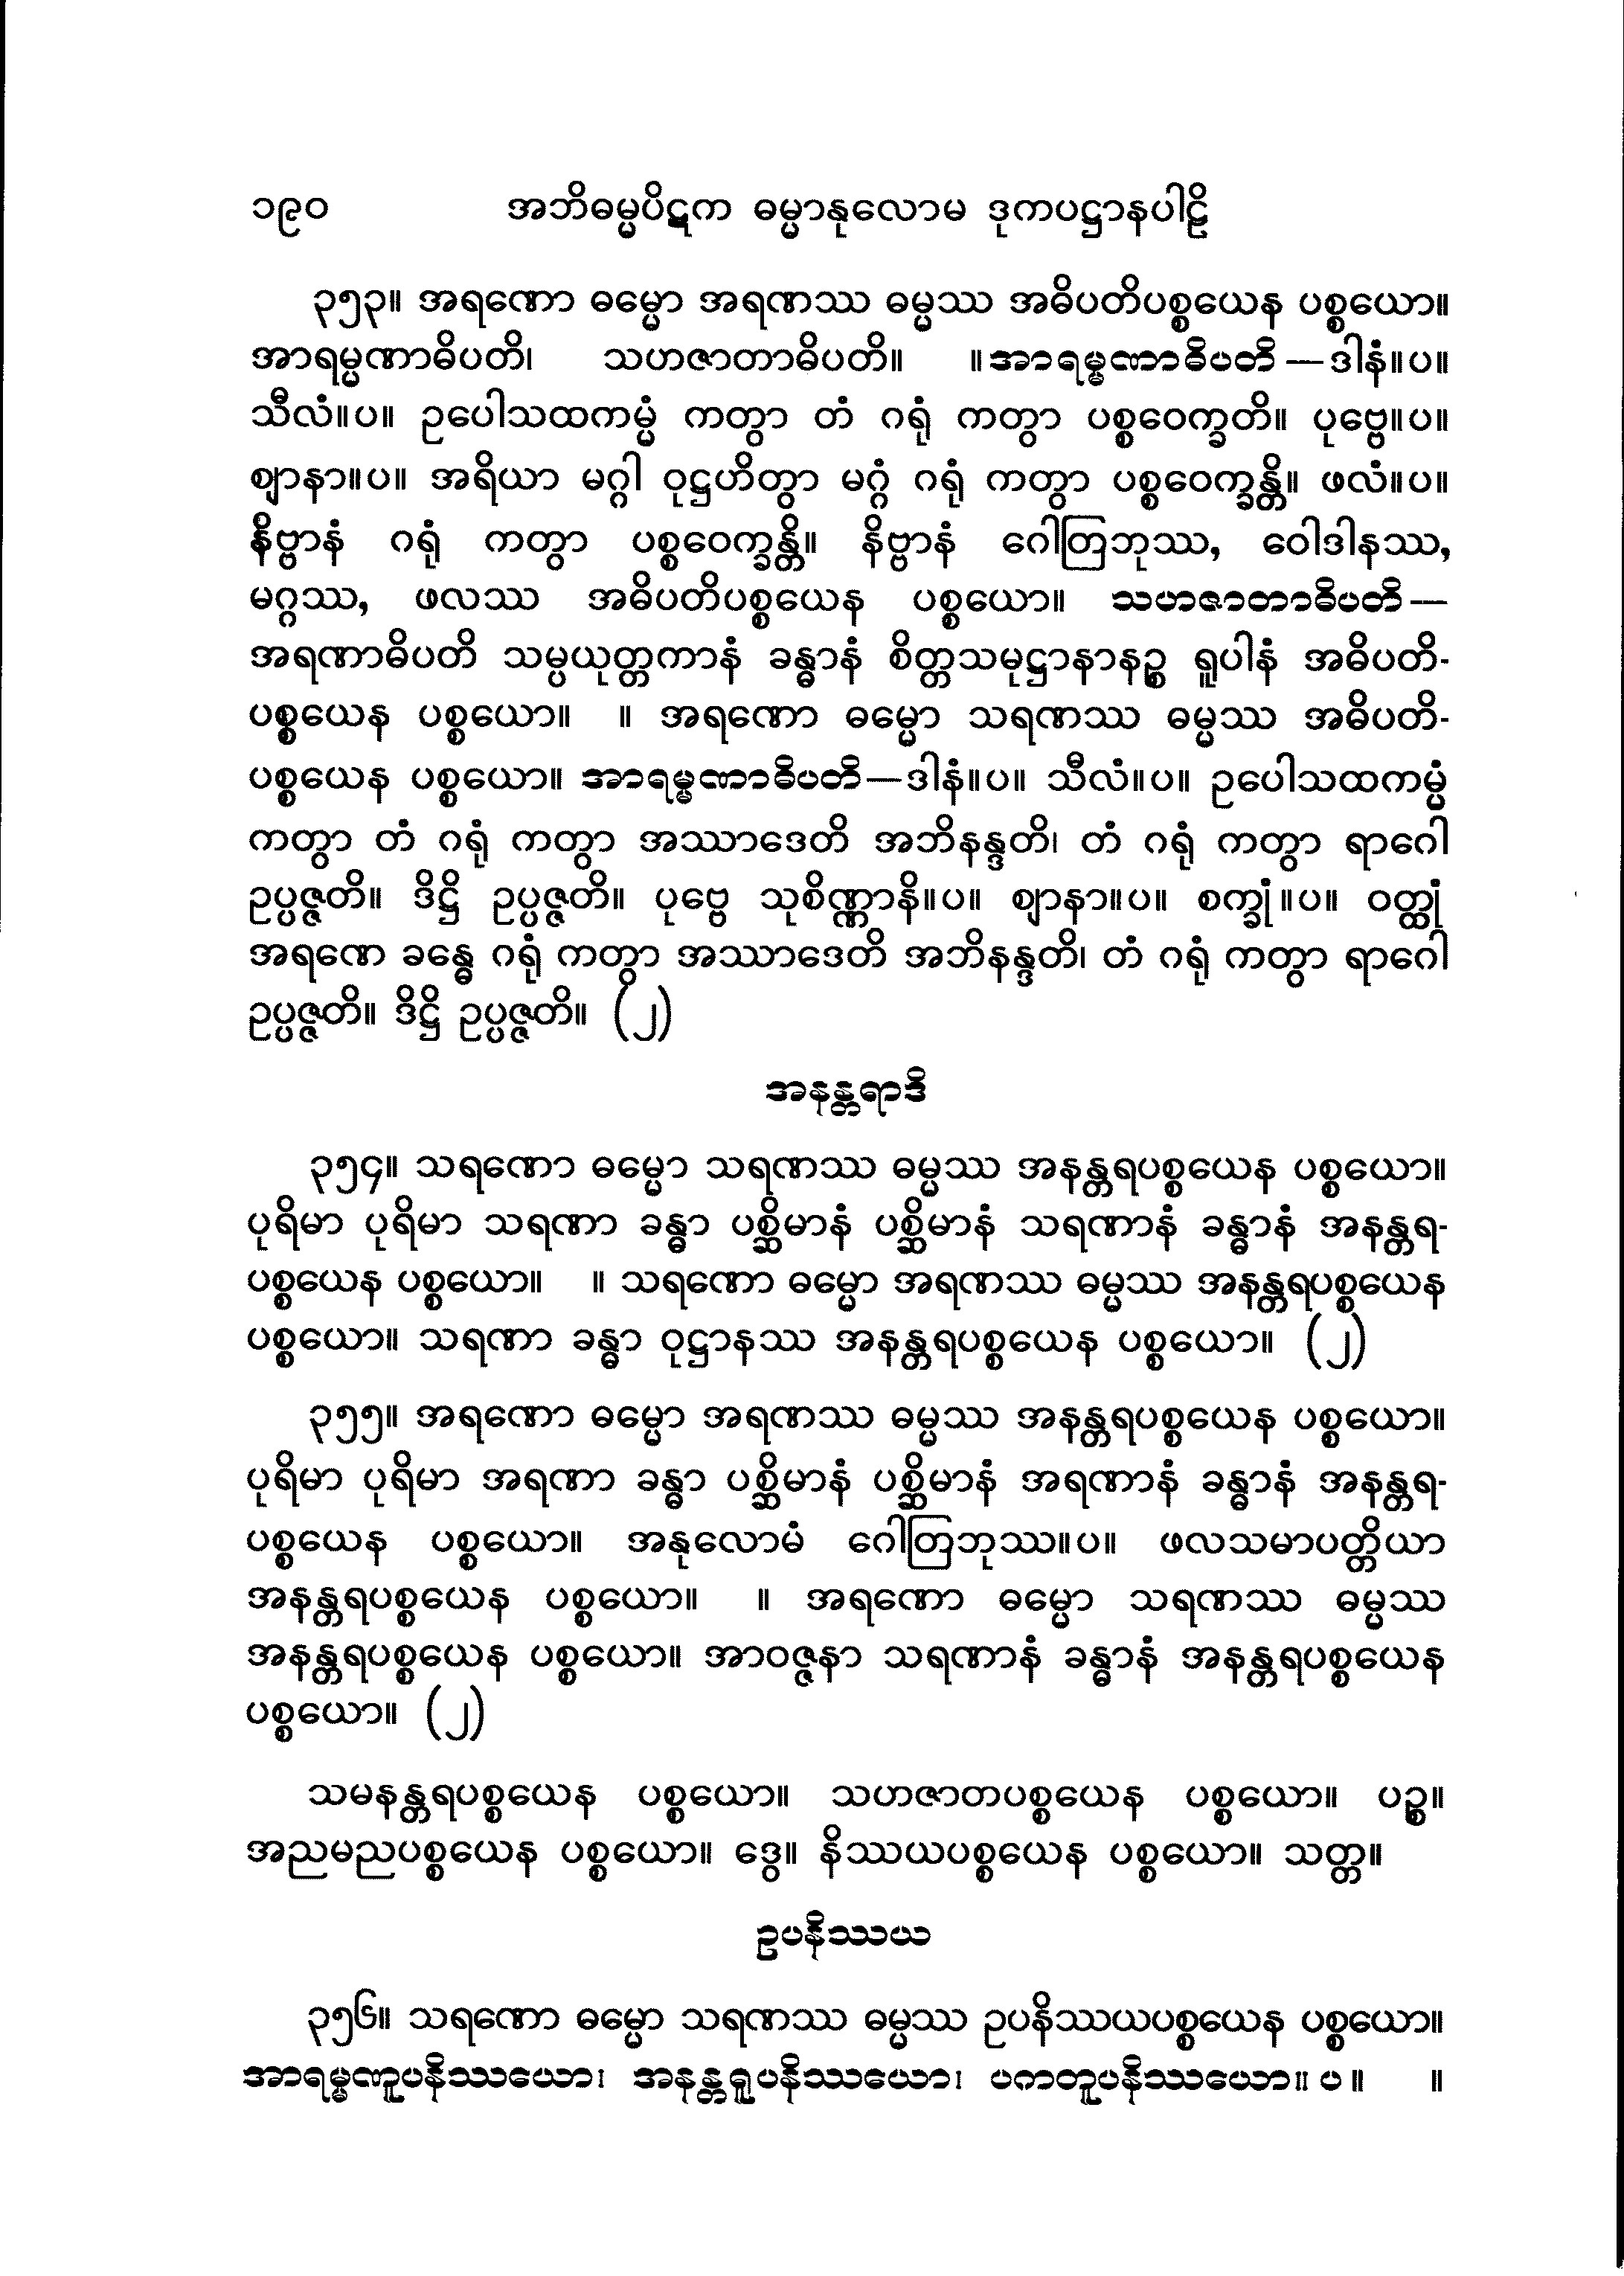 ၁၉၀ အဘိဓမ္မပိဋက ဓမ္မာနုလောမ ဒုကပဋ္ဌာနပါဠိ
၃၅၃။ အရဏော ဓမ္မော အရဏဿ ဓမ္မဿ အဓိပတိပစ္စယေန ပစ္စယော။
အာရမ္မဏာဓိပတိ၊ သဟဇာတာဓိပတိ။ ။အာရမ္မဏာဓိပတိ—ဒါနံ။ပ။
သီလံ။ပ။ ဥပေါသထကမ္မံ ကတွာ တံ ဂရုံ ကတွာ ပစ္စဝေက္ခတိ။ ပုဗ္ဗေ။ပ။
ဈာနာ။ပ။ အရိယာ မဂ္ဂါ ဝုဋ္ဌဟိတွာ မဂ္ဂံ ဂရုံ ကတွာ ပစ္စဝေက္ခန္တိ။ ဖလံ။ပ။
နိဗ္ဗာနံ ဂရုံ ကတွာ ပစ္စဝေက္ခန္တိ။ နိဗ္ဗာနံ ဂေါတြဘုဿ, ဝေါဒါနဿ,
မဂ္ဂဿ, ဖလဿ အဓိပတိပစ္စယေန ပစ္စယော။ သဟဇာတာဓိပတိ—
အရဏာဓိပတိ သမ္ပယုတ္တကာနံ ခန္ဓာနံ စိတ္တသမုဋ္ဌာနာနဉ္စ ရူပါနံ အဓိပတိ-
ပစ္စယေန ပစ္စယော။ ။ အရဏော ဓမ္မော သရဏဿ ဓမ္မဿ အဓိပတိ-
ပစ္စယေန ပစ္စယော။ အာရမ္မဏာဓိပတိ—ဒါနံ။ပ။ သီလံ။ပ။ ဥပေါသထကမ္မံ
ကတွာ တံ ဂရုံ ကတွာ အဿာဒေတိ အဘိနန္ဒတိ၊ တံ ဂရုံ ကတွာ ရာဂေါ
ဥပ္ပဇ္ဇတိ။ ဒိဋ္ဌိ ဥပ္ပဇ္ဇတိ။ ပုဗ္ဗေ သုစိဏ္ဏာနိ။ပ။ ဈာနာ။ပ။ စက္ခုံ။ပ။ ဝတ္ထုံ
အရဏေ ခန္ဓေ ဂရုံ ကတွာ အဿာဒေတိ အဘိနန္ဒတိ၊ တံ ဂရုံ ကတွာ ရာဂေါ
ဥပ္ပဇ္ဇတိ။ ဒိဋ္ဌိ ဥပ္ပဇ္ဇတိ။ (၂)
အနန္တရာဒိ
၃၅၄။ သရဏော ဓမ္မော သရဏဿ ဓမ္မဿ အနန္တရပစ္စယေန ပစ္စယော။
ပုရိမာ ပုရိမာ သရဏာ ခန္ဓာ ပစ္ဆိမာနံ ပစ္ဆိမာနံ သရဏာနံ ခန္ဓာနံ အနန္တရ-
ပစ္စယေန ပစ္စယော။ ။ သရဏော ဓမ္မော အရဏဿ ဓမ္မဿ အနန္တရပစ္စယေန
ပစ္စယော။ သရဏာ ခန္ဓာ ဝုဋ္ဌာနဿ အနန္တရပစ္စယေန ပစ္စယော။ (၂)
၃၅၅။ အရဏော ဓမ္မော အရဏဿ ဓမ္မဿ အနန္တရပစ္စယေန ပစ္စယော။
ပုရိမာ ပုရိမာ အရဏာ ခန္ဓာ ပစ္ဆိမာနံ ပစ္ဆိမာနံ အရဏာနံ ခန္ဓာနံ အနန္တရ-
ပစ္စယေန ပစ္စယော။ အနုလောမံ ဂေါတြဘုဿ။ပ။ ဖလသမာပတ္တိယာ
အနန္တရပစ္စယေန ပစ္စယော။ ။ အရဏော ဓမ္မော သရဏဿ ဓမ္မဿ
အနန္တရပစ္စယေန ပစ္စယော။ အာဝဇ္ဇနာ သရဏာနံ ခန္ဓာနံ အနန္တရပစ္စယေန
ပစ္စယော။ (၂)
သမနန္တရပစ္စယေန ပစ္စယော။ သဟဇာတပစ္စယေန ပစ္စယော။ ပဉ္စ။
အညမညပစ္စယေန ပစ္စယော။ ဒွေ။ နိဿယပစ္စယေန ပစ္စယော။ သတ္တ။
ဥပနိဿယ
၃၅၆။ သရဏော ဓမ္မော သရဏဿ ဓမ္မဿ ဥပနိဿယပစ္စယေန ပစ္စယော။
အာရမ္မဏူပနိဿယော၊ အနန္တရူပနိဿယော၊ ပကတူပနိဿယော။ ပ။ ။